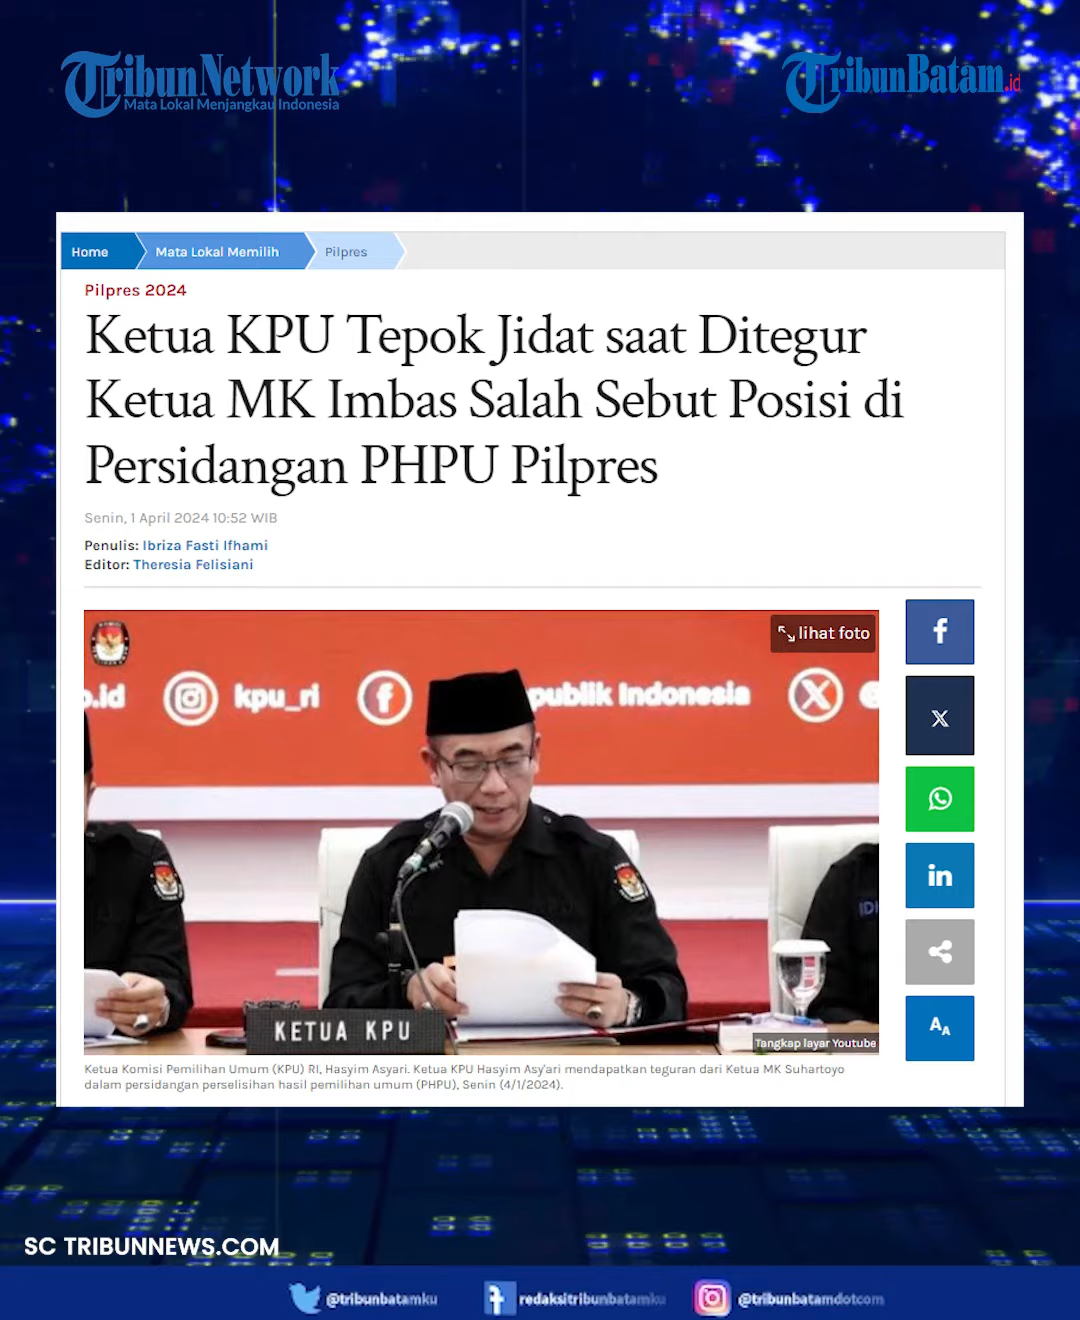 TribunNetwork
Mata Lokal Menjangkau Indonesia
TribunBatam.id
Home
Mata Lokal Memilih
Pilpres
Pilpres 2024
Ketua KPU Tepok Jidat saat Ditegur
Ketua MK Imbas Salah Sebut Posisi di
Persidangan PHPU Pilpres
Senin, 1 April 2024 10:52 WIB
Penulis: Ibriza Fasti Ifhami
Editor: Theresia Felisiani
lihat foto
.id
kpu_ri
publik Indonesia
KETUA KPU
Tangkap layar Youtube
Ketua Komisi Pemilihan Umum (KPU) RI, Hasyim Asyari. Ketua KPU Hasyim Asy'ari mendapatkan teguran dari Ketua MK Suhartoyo
dalam persidangan perselisihan hasil pemilihan umum (PHPU), Senin (4/1/2024).
SC TRIBUNNEWS.COM
@tribunbatamku
redaksitribunbatamku
@tribunbatamdotcom